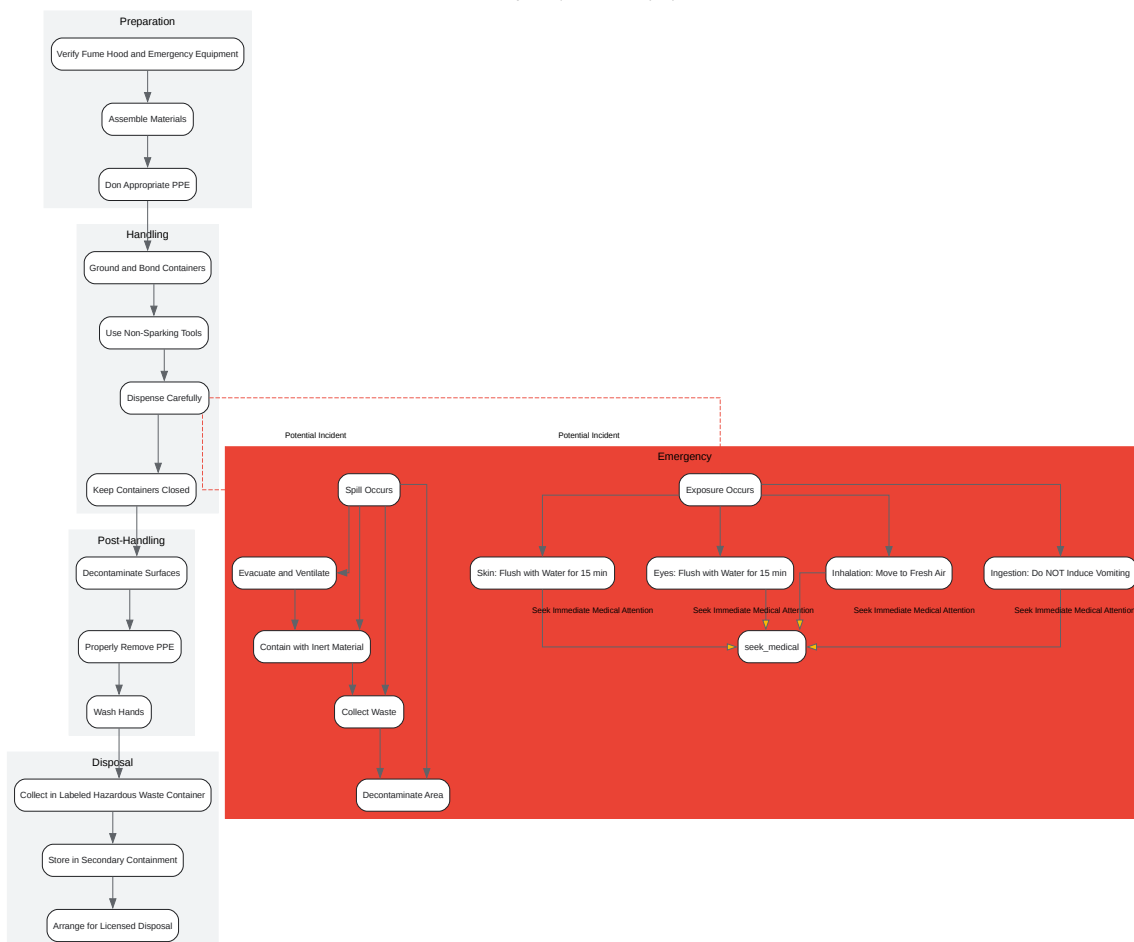 Preparation
Verify Fume Hood and Emergency Equipment
Assemble Materials
Don Appropriate PPE
Handling
Ground and Bond Containers
Use Non-Sparking Tools
Dispense Carefully
Keep Containers Closed
Potential Incident
Potential Incident
Emergency
Spill Occurs
Exposure Occurs
Evacuate and Ventilate
Skin: Flush with Water for 15 min
Eyes: Flush with Water for 15 min
Inhalation: Move to Fresh Air
Ingestion: Do NOT Induce Vomiting
Seek Immediate Medical Attention
Seek Immediate Medical Attention
Seek Immediate Medical Attention
Seek Immediate Medical Attention
Contain with Inert Material
seek_medical
Collect Waste
Decontaminate Area
Post-Handling
Decontaminate Surfaces
Properly Remove PPE
Wash Hands
Disposal
Collect in Labeled Hazardous Waste Container
Store in Secondary Containment
Arrange for Licensed Disposal